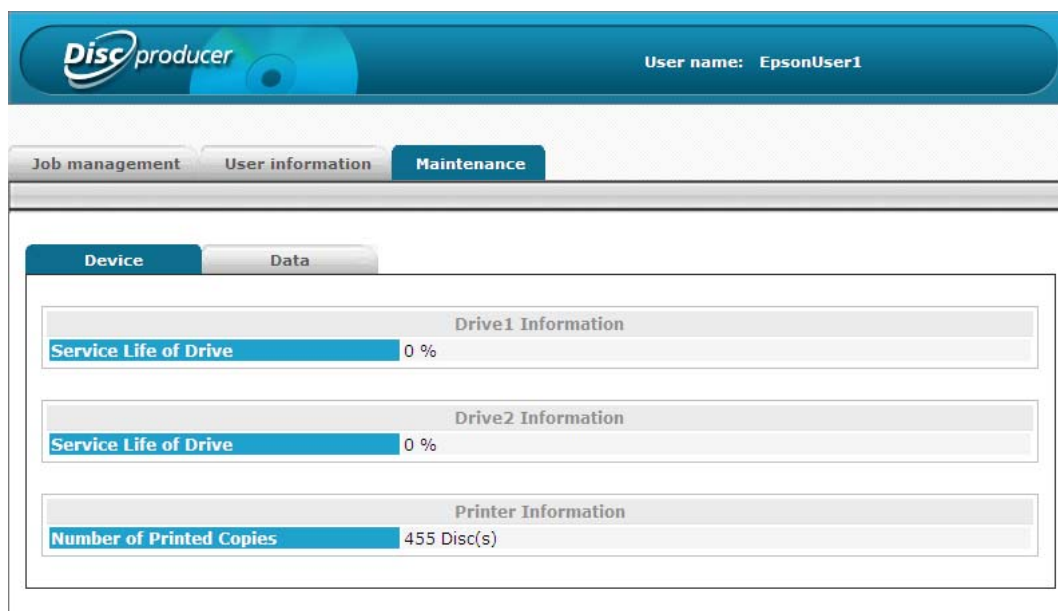 Disc producer
User name: EpsonUser1
Job management User information Maintenance
Device Data
Drive1 Information
Service Life of Drive 0 %
Drive2 Information
Service Life of Drive 0 %
Printer Information
Number of Printed Copies 455 Disc(s)